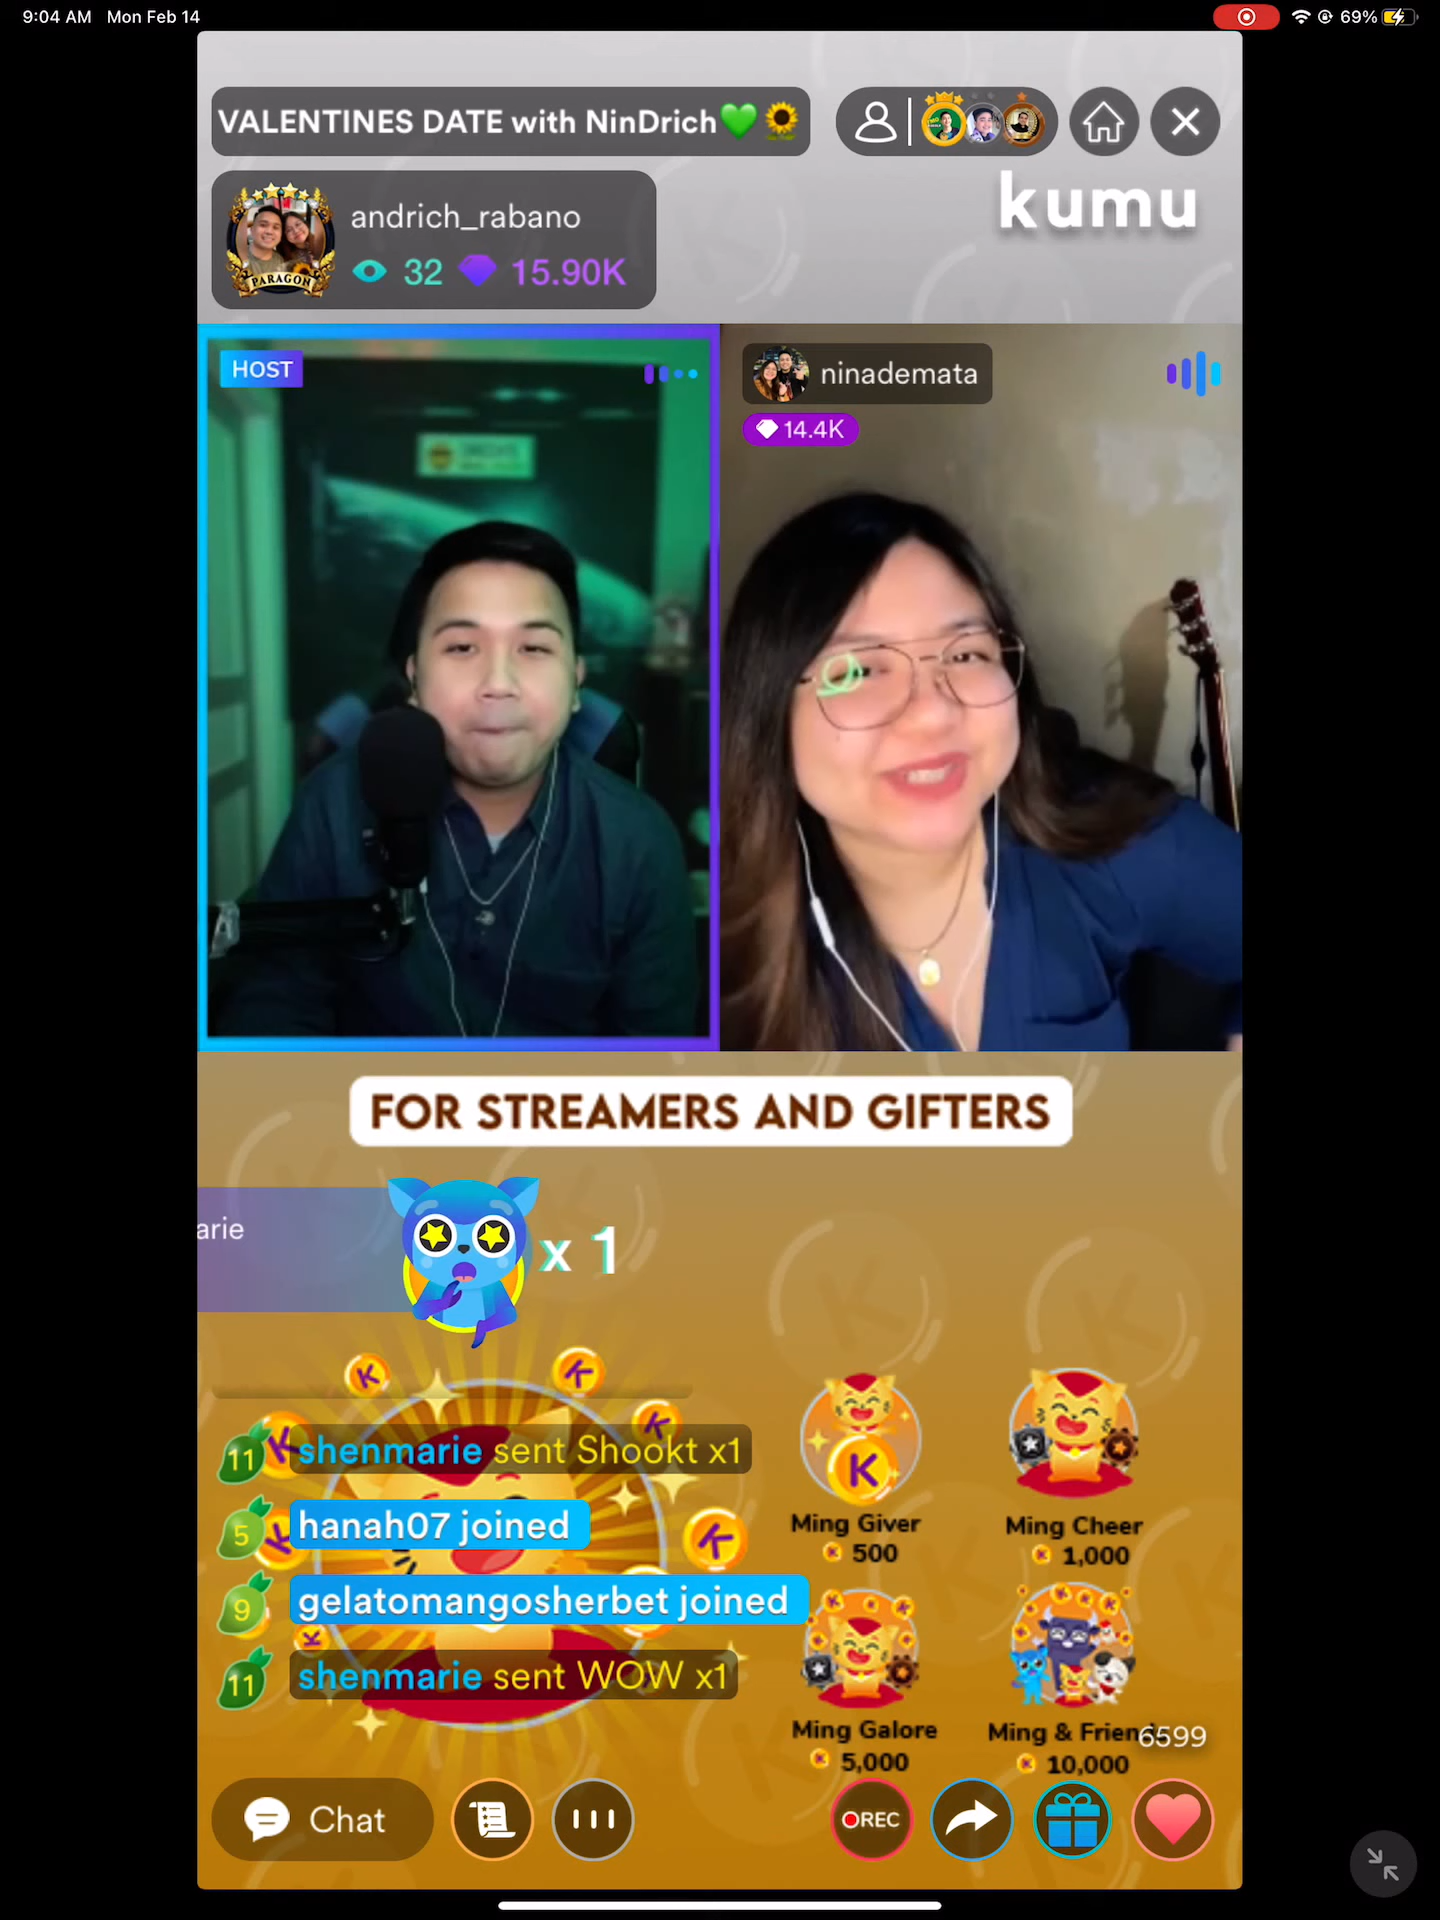 9:04 AM Mon Feb 14
69%
VALENTINES DATE with NinDrich
andrich_rabano
32 15.90K
PARAGON
kumu
HOST
ninademata
14.4K
FOR STREAMERS AND GIFTERS
arie
x 1
11 shenmarie sent Shookt x1
5 hanah07 joined
9 gelatomangosherbet joined
11 shenmarie sent WOW x1
Ming Giver
500
Ming Cheer
1,000
Ming Galore
5,000
Ming & Friends
10,000
6599
Chat
REC